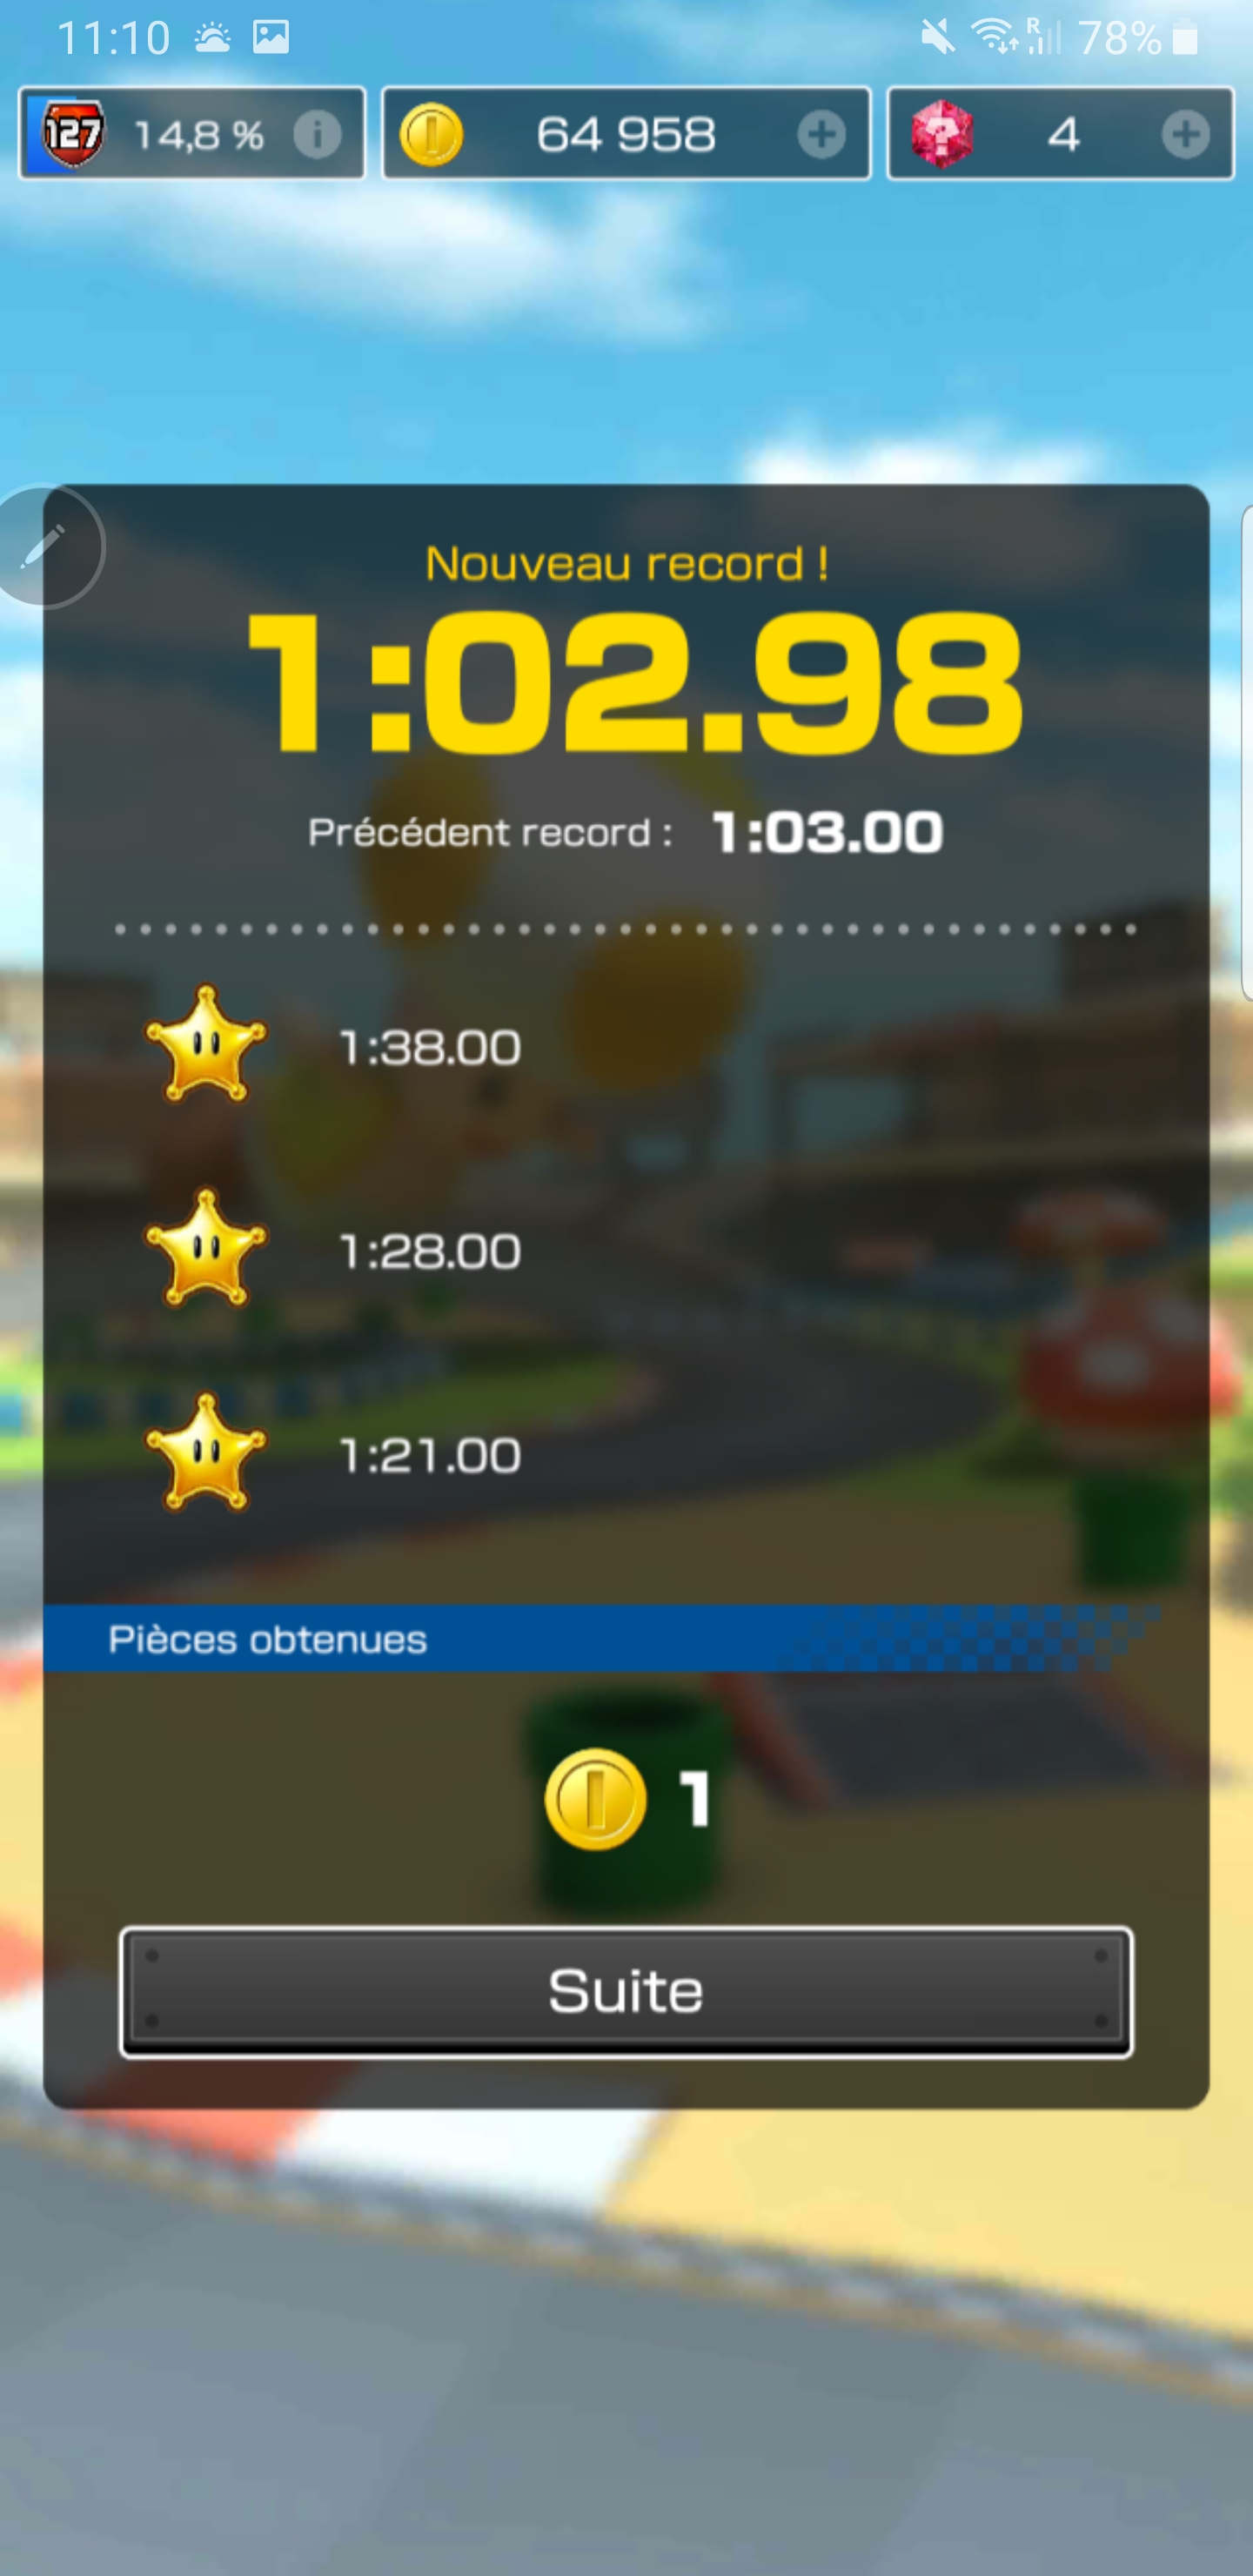 11:10 R 78%
127 14,8 % i 64 958 + ? 4 +
Nouveau record !
1:02.98
Précédent record : 1:03.00
1:38.00
1:28.00
1:21.00
Pièces obtenues
1
Suite